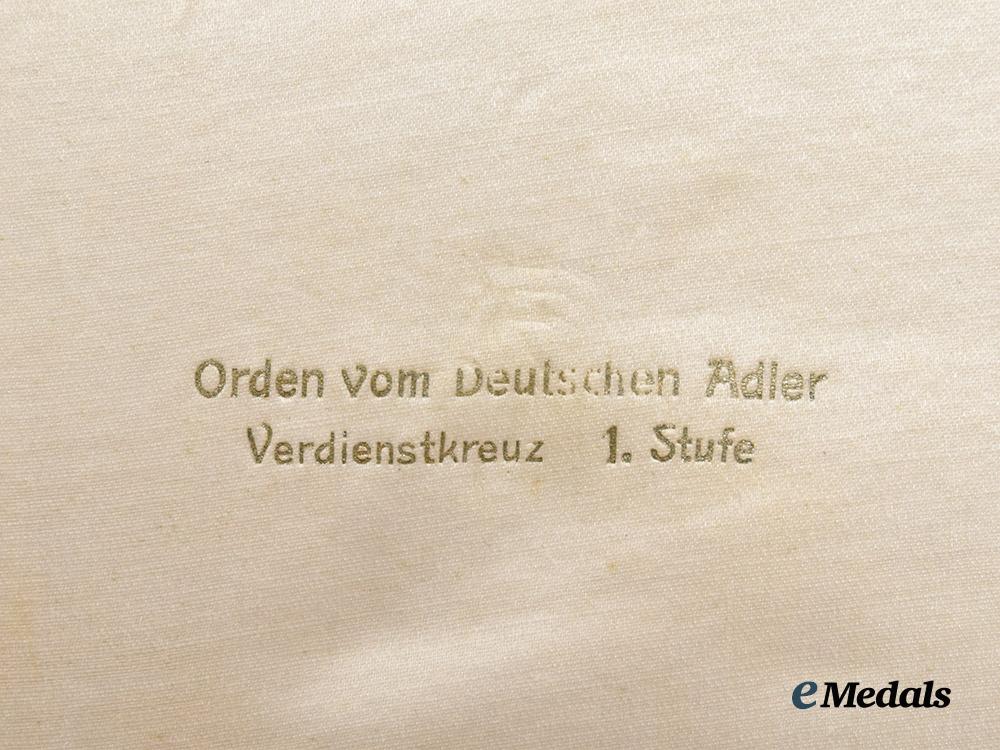 Orden vom Deutschen Adler
Verdienstkreuz 1. Stufe
eMedals